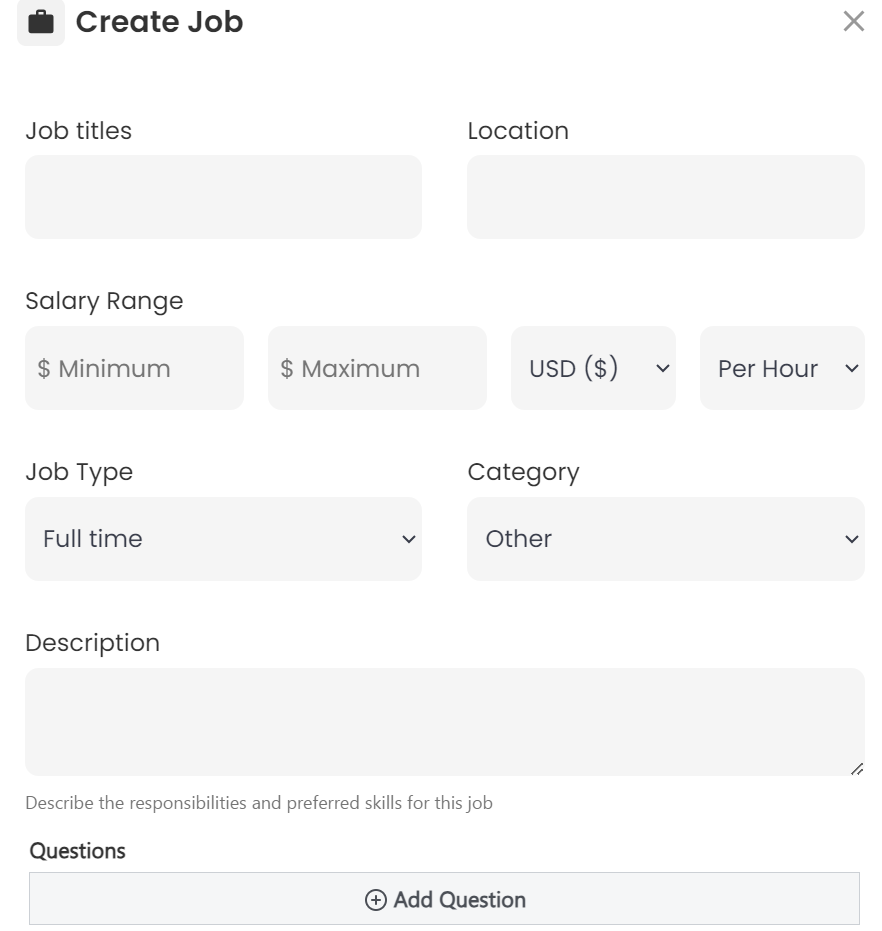 Create Job
Job titles
Location
Salary Range
$ Minimum
$ Maximum
USD ($)
Per Hour
Job Type
Category
Full time
Other
Description
Describe the responsibilities and preferred skills for this job
Questions
Add Question